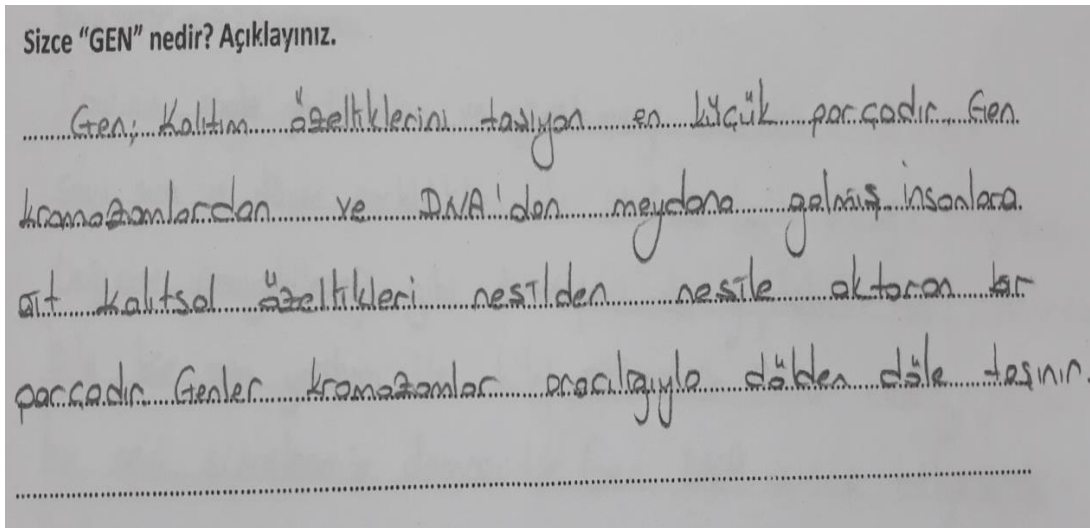 Sizce “GEN” nedir? Açıklayınız.
Gen; Kalıtım özelliklerini taşıyan en küçük parçadır. Gen
kromozomlardan ve DNA'dan meydana gelmiş insanlara
ait kalıtsal özellikleri nesilden nesile aktaran bir
parçadır. Genler kromozomlar aracılığıyla dölden döle taşınır.